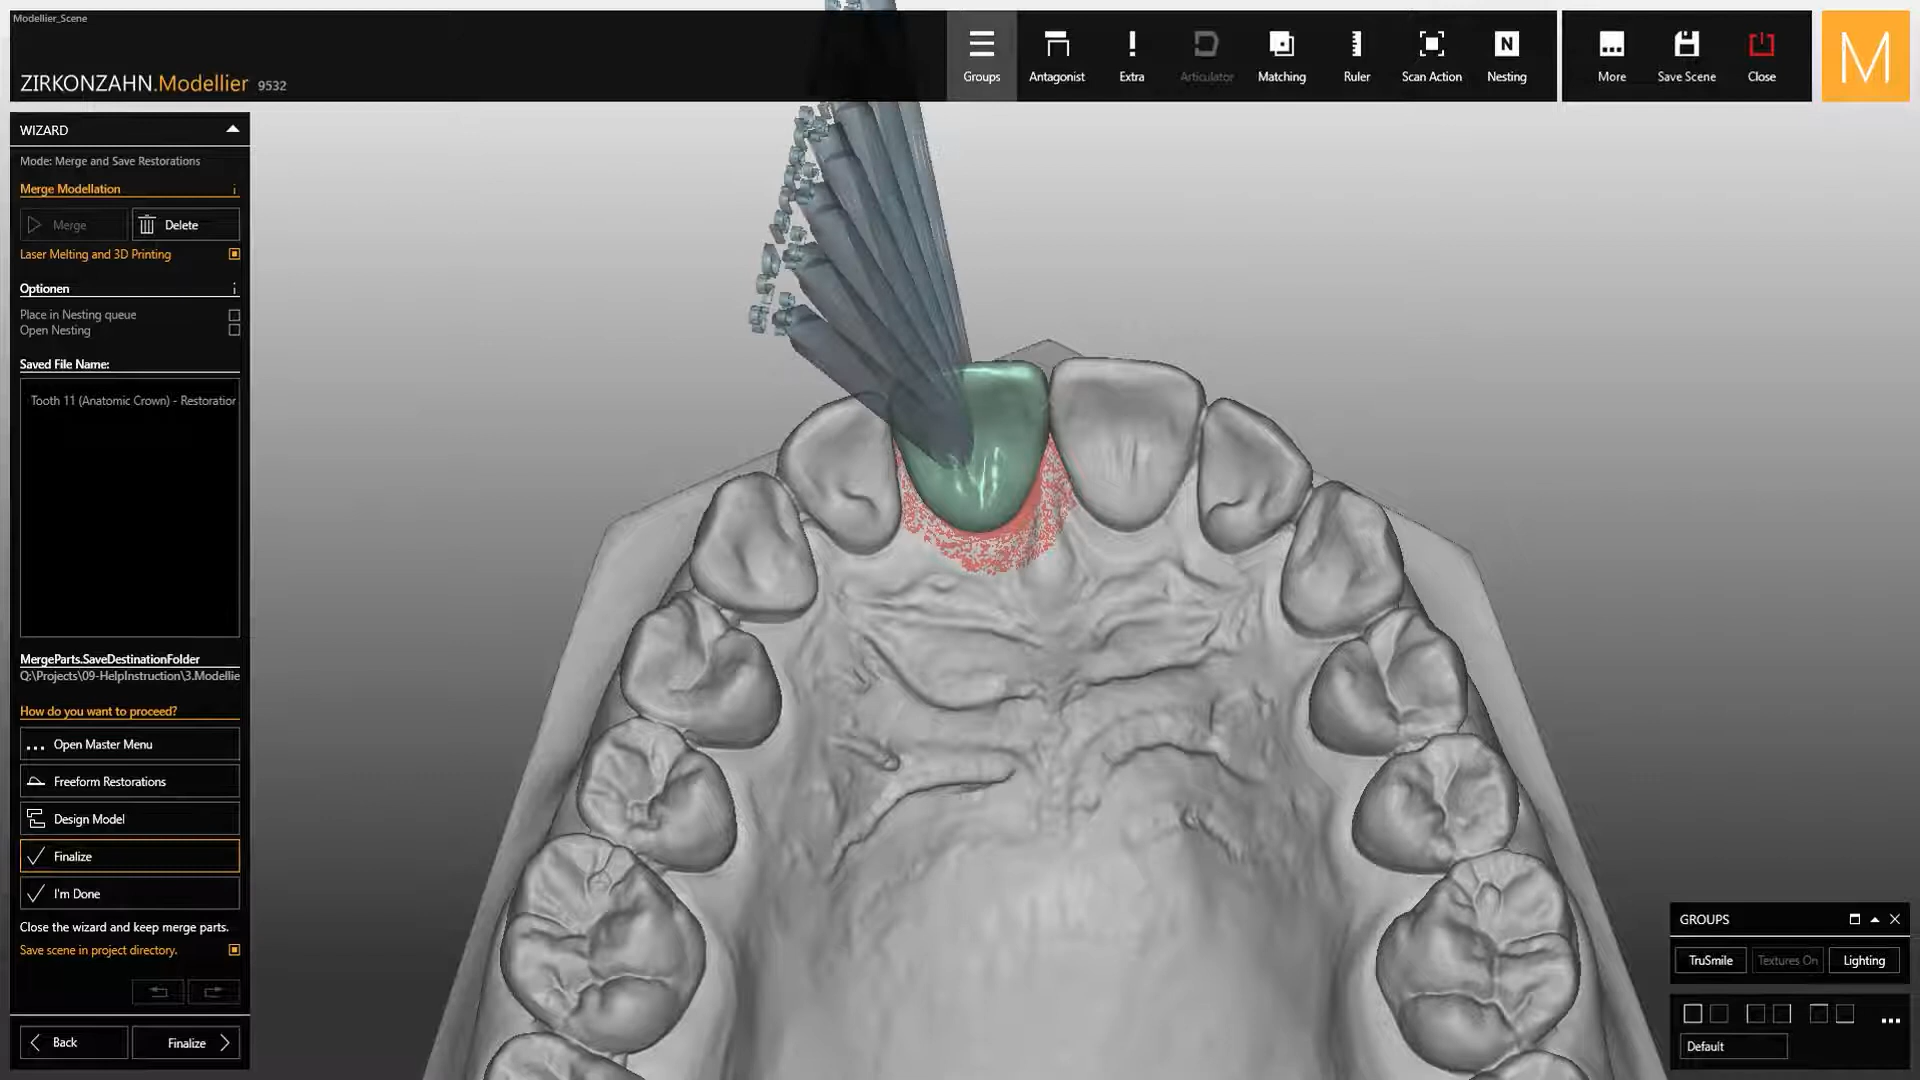 Modellier_Scene
ZIRKONZAHN.Modellier 9532
Groups
Antagonist
Extra
Articulator
Matching
Ruler
Scan Action
N
Nesting
More
Save Scene
Close
M
WIZARD
Mode: Merge and Save Restorations
Merge Modellation i
Merge
Delete
Laser Melting and 3D Printing
Optionen i
Place in Nesting queue
Open Nesting
Saved File Name:
Tooth 11 (Anatomic Crown) - Restoration
MergeParts.SaveDestinationFolder
Q:\Projects\09-HelpInstruction\3.Modellie
How do you want to proceed?
Open Master Menu
Freeform Restorations
Design Model
Finalize
I'm Done
Close the wizard and keep merge parts.
Save scene in project directory.
Back
Finalize
GROUPS
TruSmile
Textures On
Lighting
Default